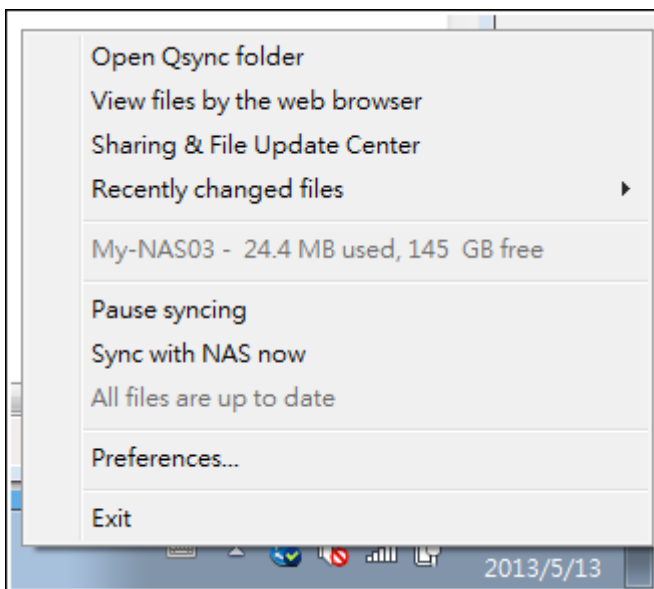 Open Qsync folder
View files by the web browser
Sharing & File Update Center
Recently changed files
My-NAS03 - 24.4 MB used, 145 GB free
Pause syncing
Sync with NAS now
All files are up to date
Preferences...
Exit
2013/5/13